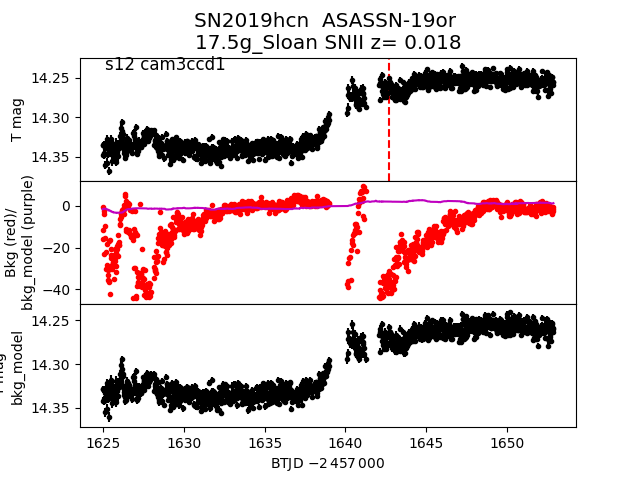 SN2019hcn ASASSN-19or
17.5g_Sloan SNII z= 0.018
s12 cam3ccd1
T mag
14.25
14.30
14.35
Bkg (red)/
bkg_model (purple)
0
−20
−40
mag
bkg_model
14.25
14.30
14.35
1625 1630 1635 1640 1645 1650
BTJD −2 457 000